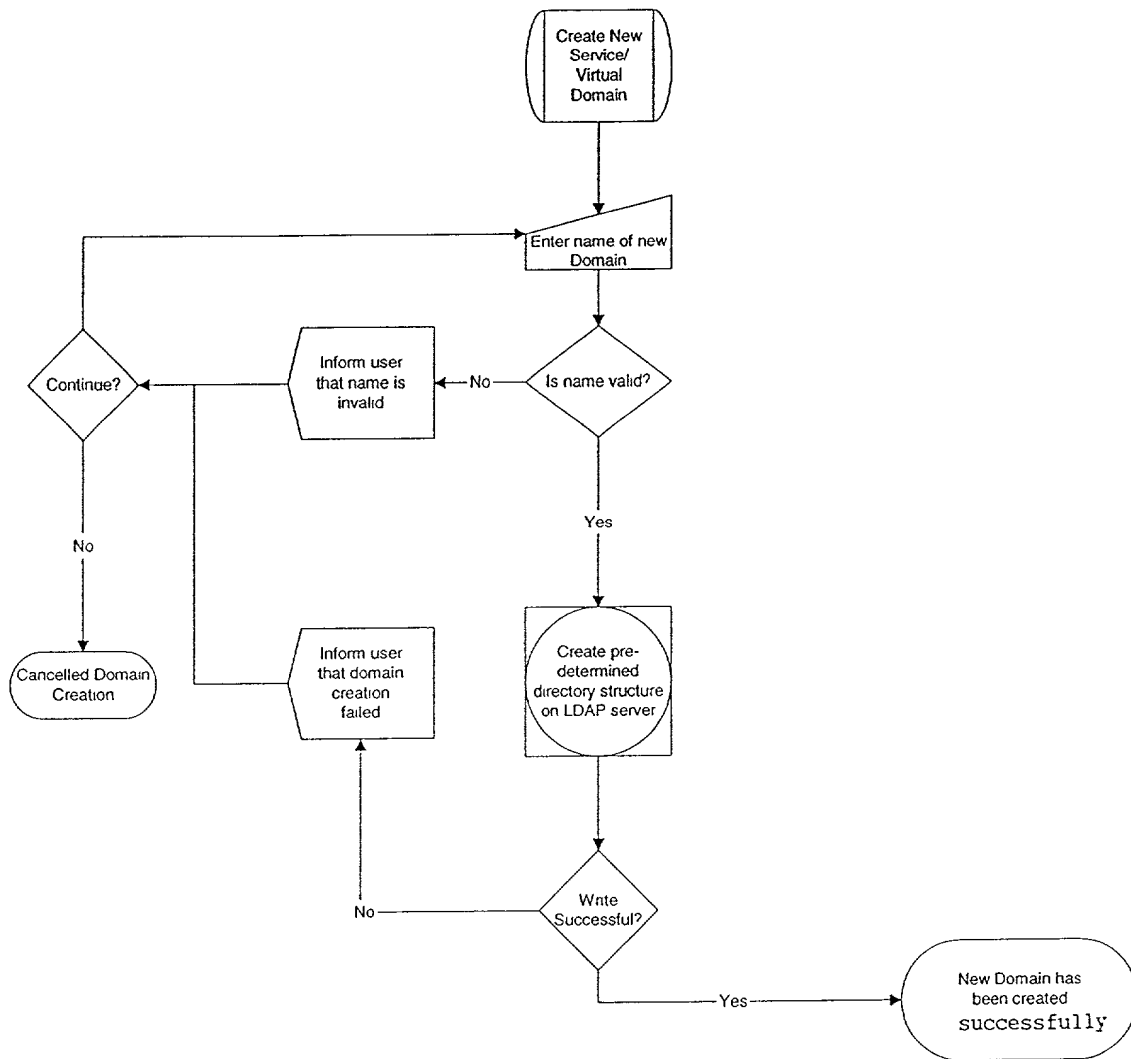 Create New
Service/
Virtual
Domain
Enter name of new
Domain
Continue?
Inform user
that name is
invalid
No
Is name valid?
Yes
No
Cancelled Domain
Creation
Inform user
that domain
creation
failed
Create pre-
determined
directory structure
on LDAP server
No
Write
Successful?
Yes
New Domain has
been created
successfully